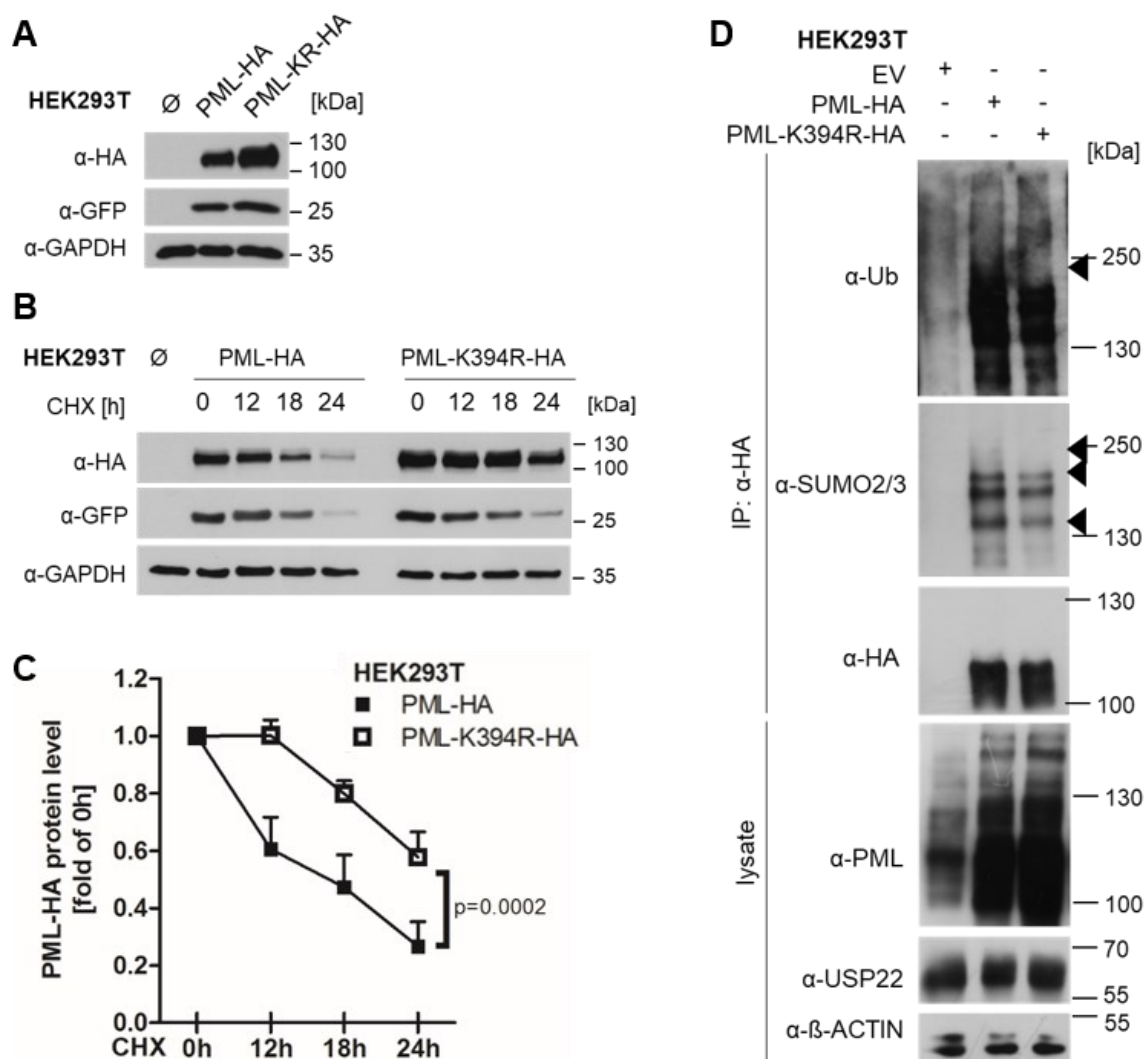 A
HEK293T Ø PML-HA PML-KR-HA [kDa]
α-HA 130 100
α-GFP 25
α-GAPDH 35
B
HEK293T Ø PML-HA PML-K394R-HA
CHX [h] 0 12 18 24 0 12 18 24 [kDa]
α-HA 130 100
α-GFP 25
α-GAPDH 35
C
HEK293T
PML-HA
PML-K394R-HA
PML-HA protein level
[fold of 0h]
1.2
1.0
0.8
0.6
0.4
0.2
0.0
p=0.0002
CHX 0h 12h 18h 24h
D
HEK293T
EV + - -
PML-HA - + -
PML-K394R-HA - - +
[kDa]
IP: α-HA
α-Ub 250 130
α-SUMO2/3 250 130
α-HA 130 100
lysate
α-PML 130 100
α-USP22 70 55
α-ß-ACTIN 55